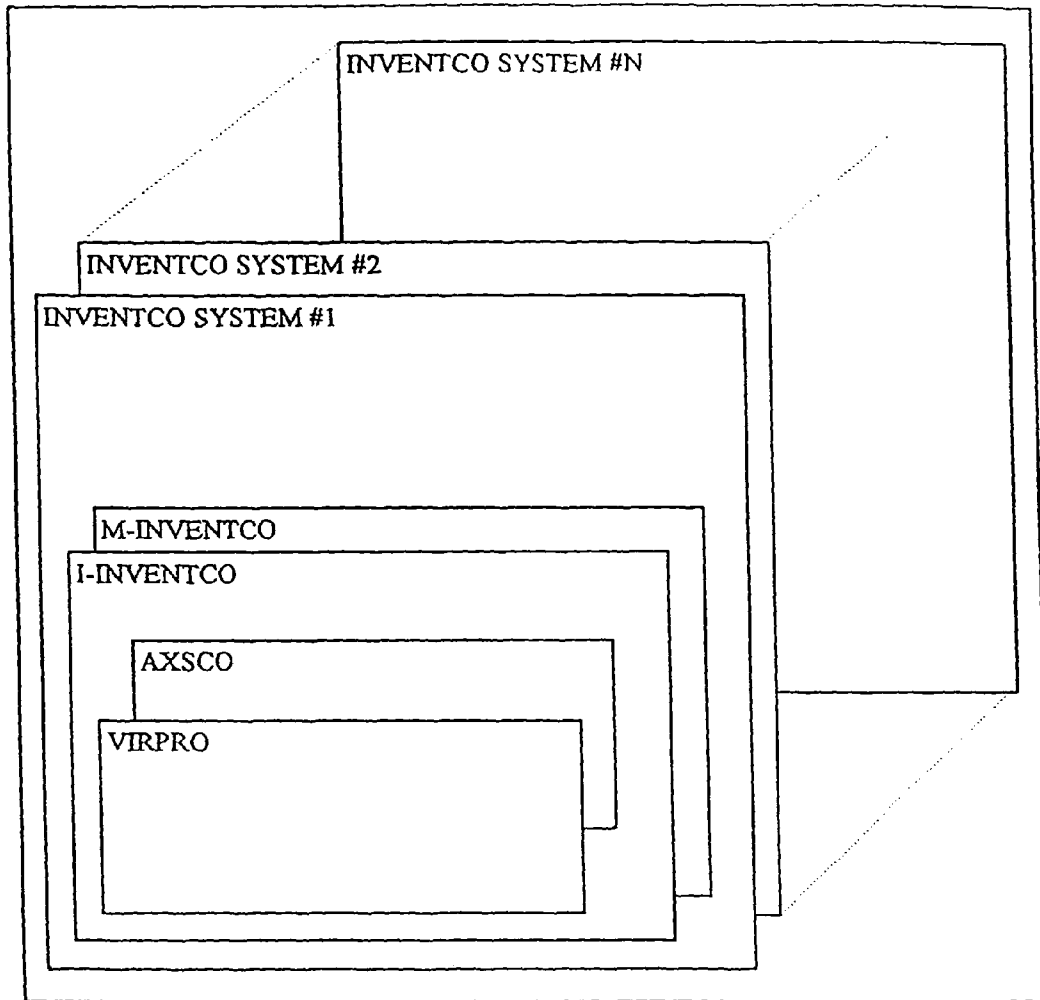 INVENTCO SYSTEM #N
INVENTCO SYSTEM #2
INVENTCO SYSTEM #1
M-INVENTCO
I-INVENTCO
AXSCO
VIRPRO